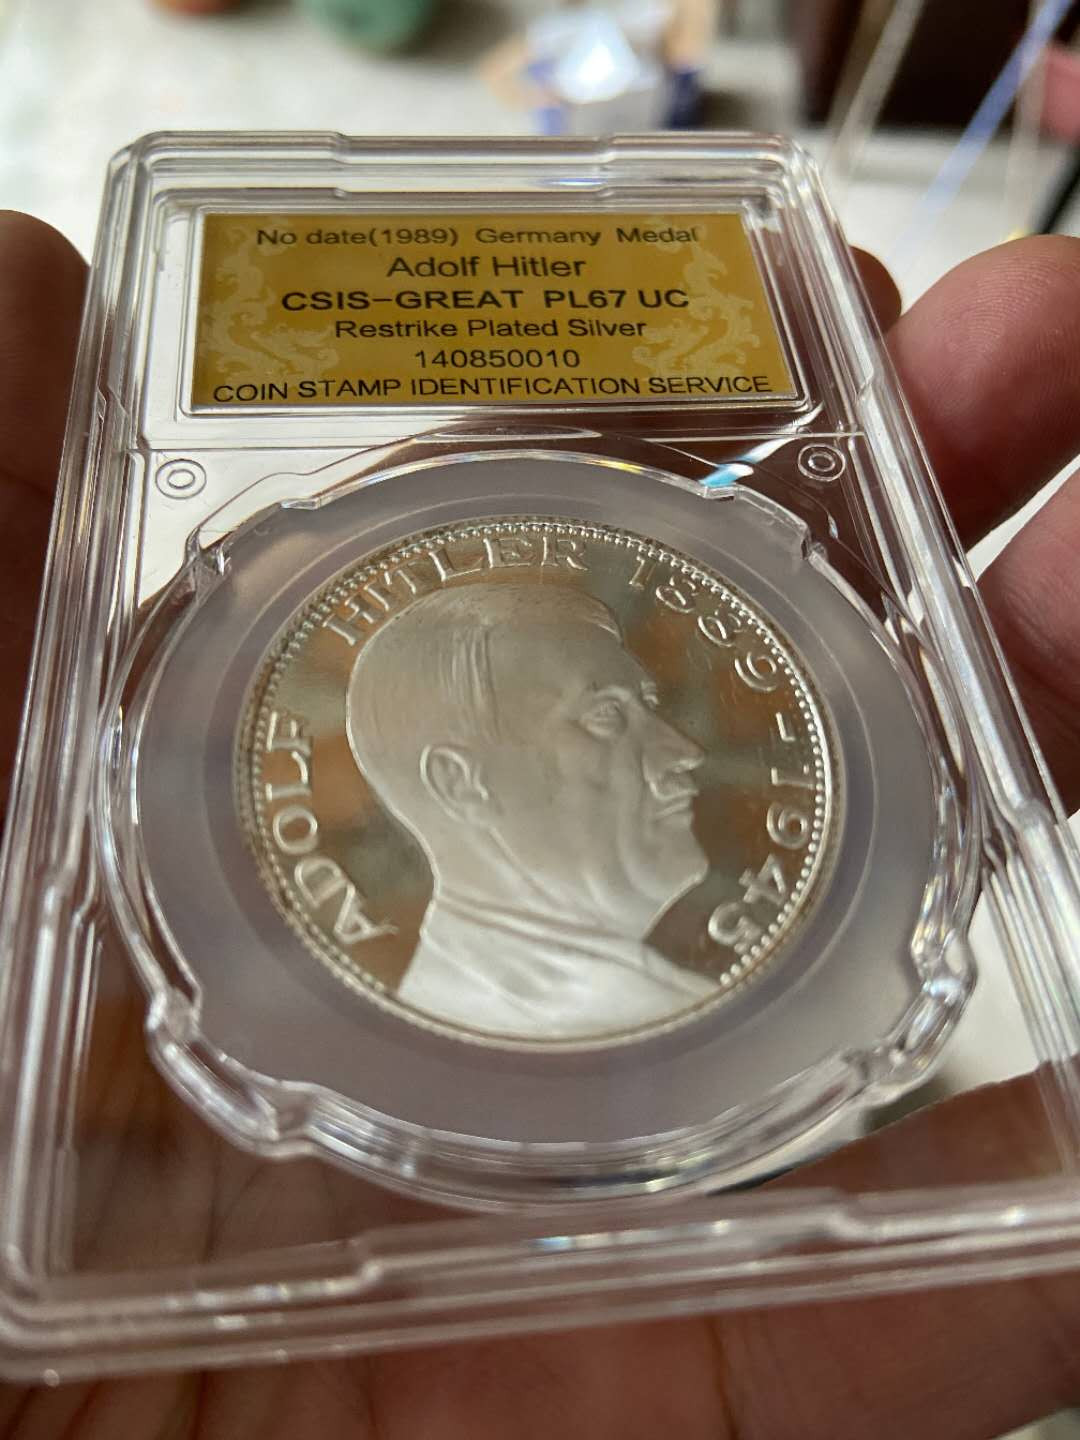 No date(1989) Germany Medal
Adolf Hitler
CSIS-GREAT PL67 UC
Restrike Plated Silver
140850010
COIN STAMP IDENTIFICATION SERVICE
ADOLF HITLER 1889-1945